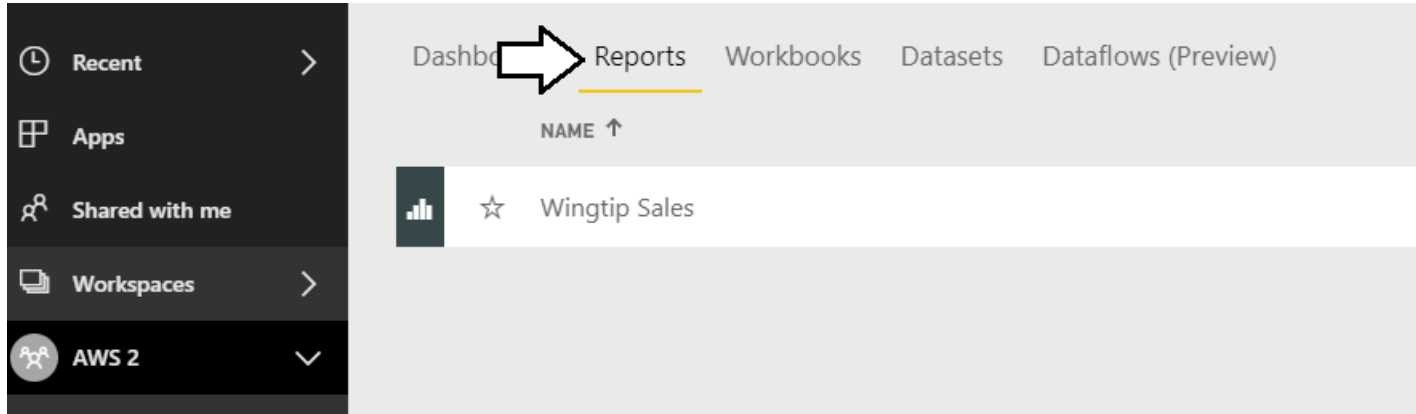 Recent
Apps
Shared with me
Workspaces
AWS 2
Dashbo Reports Workbooks Datasets Dataflows (Preview)
NAME ↑
Wingtip Sales